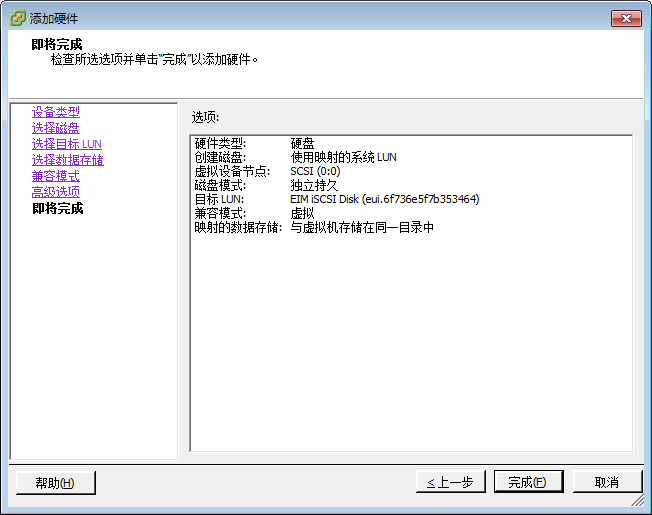 添加硬件
即将完成
检查所选选项并单击“完成”以添加硬件。
设备类型
选择磁盘
选择目标 LUN
选择数据存储
兼容模式
高级选项
即将完成
选项:
硬件类型: 硬盘
创建磁盘: 使用映射的系统 LUN
虚拟设备节点: SCSI (0:0)
磁盘模式: 独立持久
目标 LUN: EIM iSCSI Disk (eui.6f736e5f7b353464)
兼容模式: 虚拟
映射的数据存储: 与虚拟机存储在同一目录中
帮助(H) < 上一步 完成(F) 取消